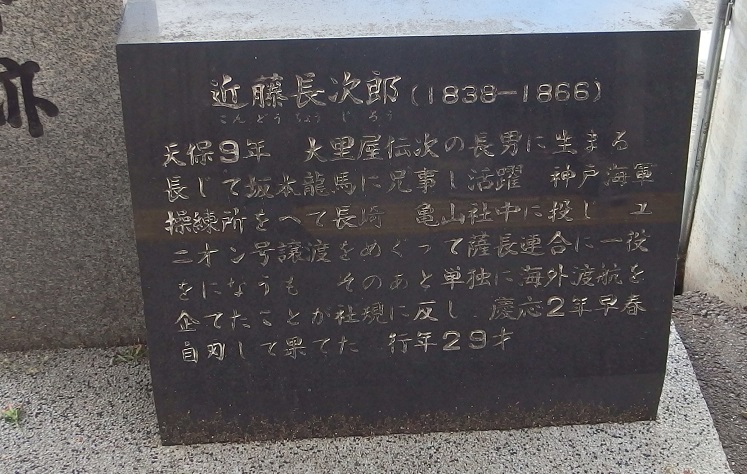 近藤長次郎(1838-1866)
こんどうちょうじろう
天保9年 大里屋伝次の長男に生まる
長じて坂本龍馬に兄事し活躍 神戸海軍
操練所をへて長埼 亀山社中に投じ ユ
ニオン号譲渡をめぐって薩長連合に一役
をになうも そのあと単独に海外渡航を
企てたことが社規に反し 慶応2年早春
自刃して果てた 行年29才
跡